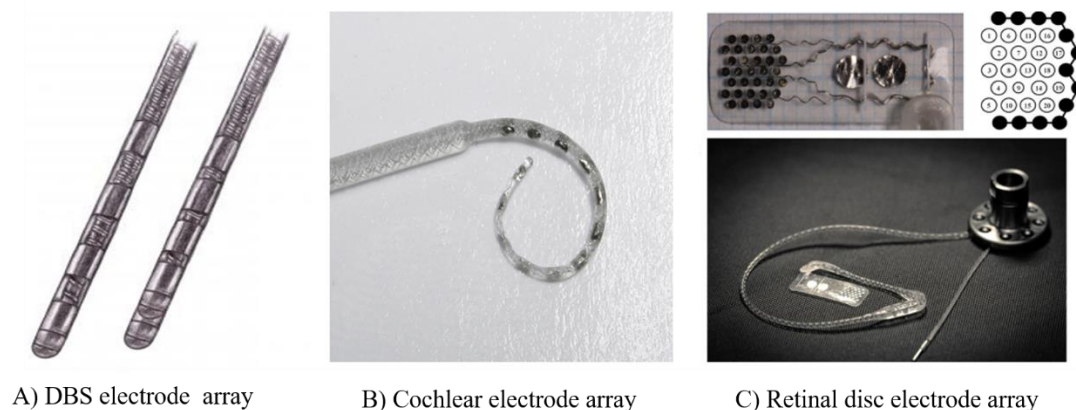 1 11 16
2 7 12 17
3 8 13 18
4 9 14 19
5 10 15 20
A) DBS electrode array
B) Cochlear electrode array
C) Retinal disc electrode array